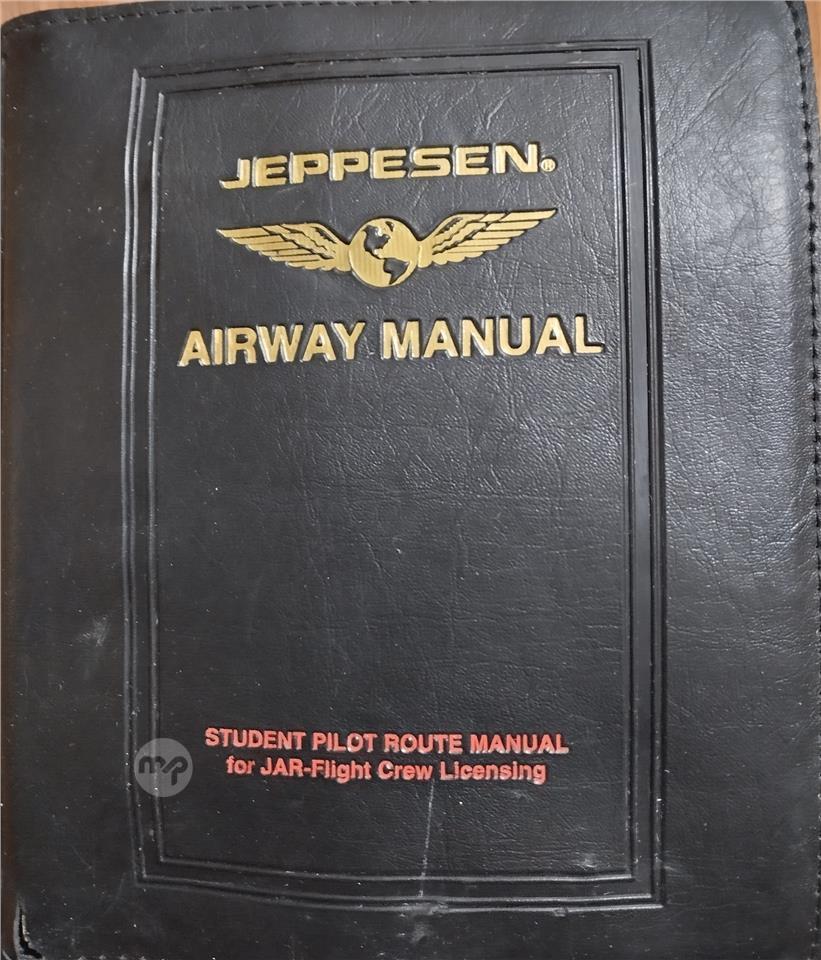 JEPPESEN®
AIRWAY MANUAL
STUDENT PILOT ROUTE MANUAL
for JAR-Flight Crew Licensing
mp